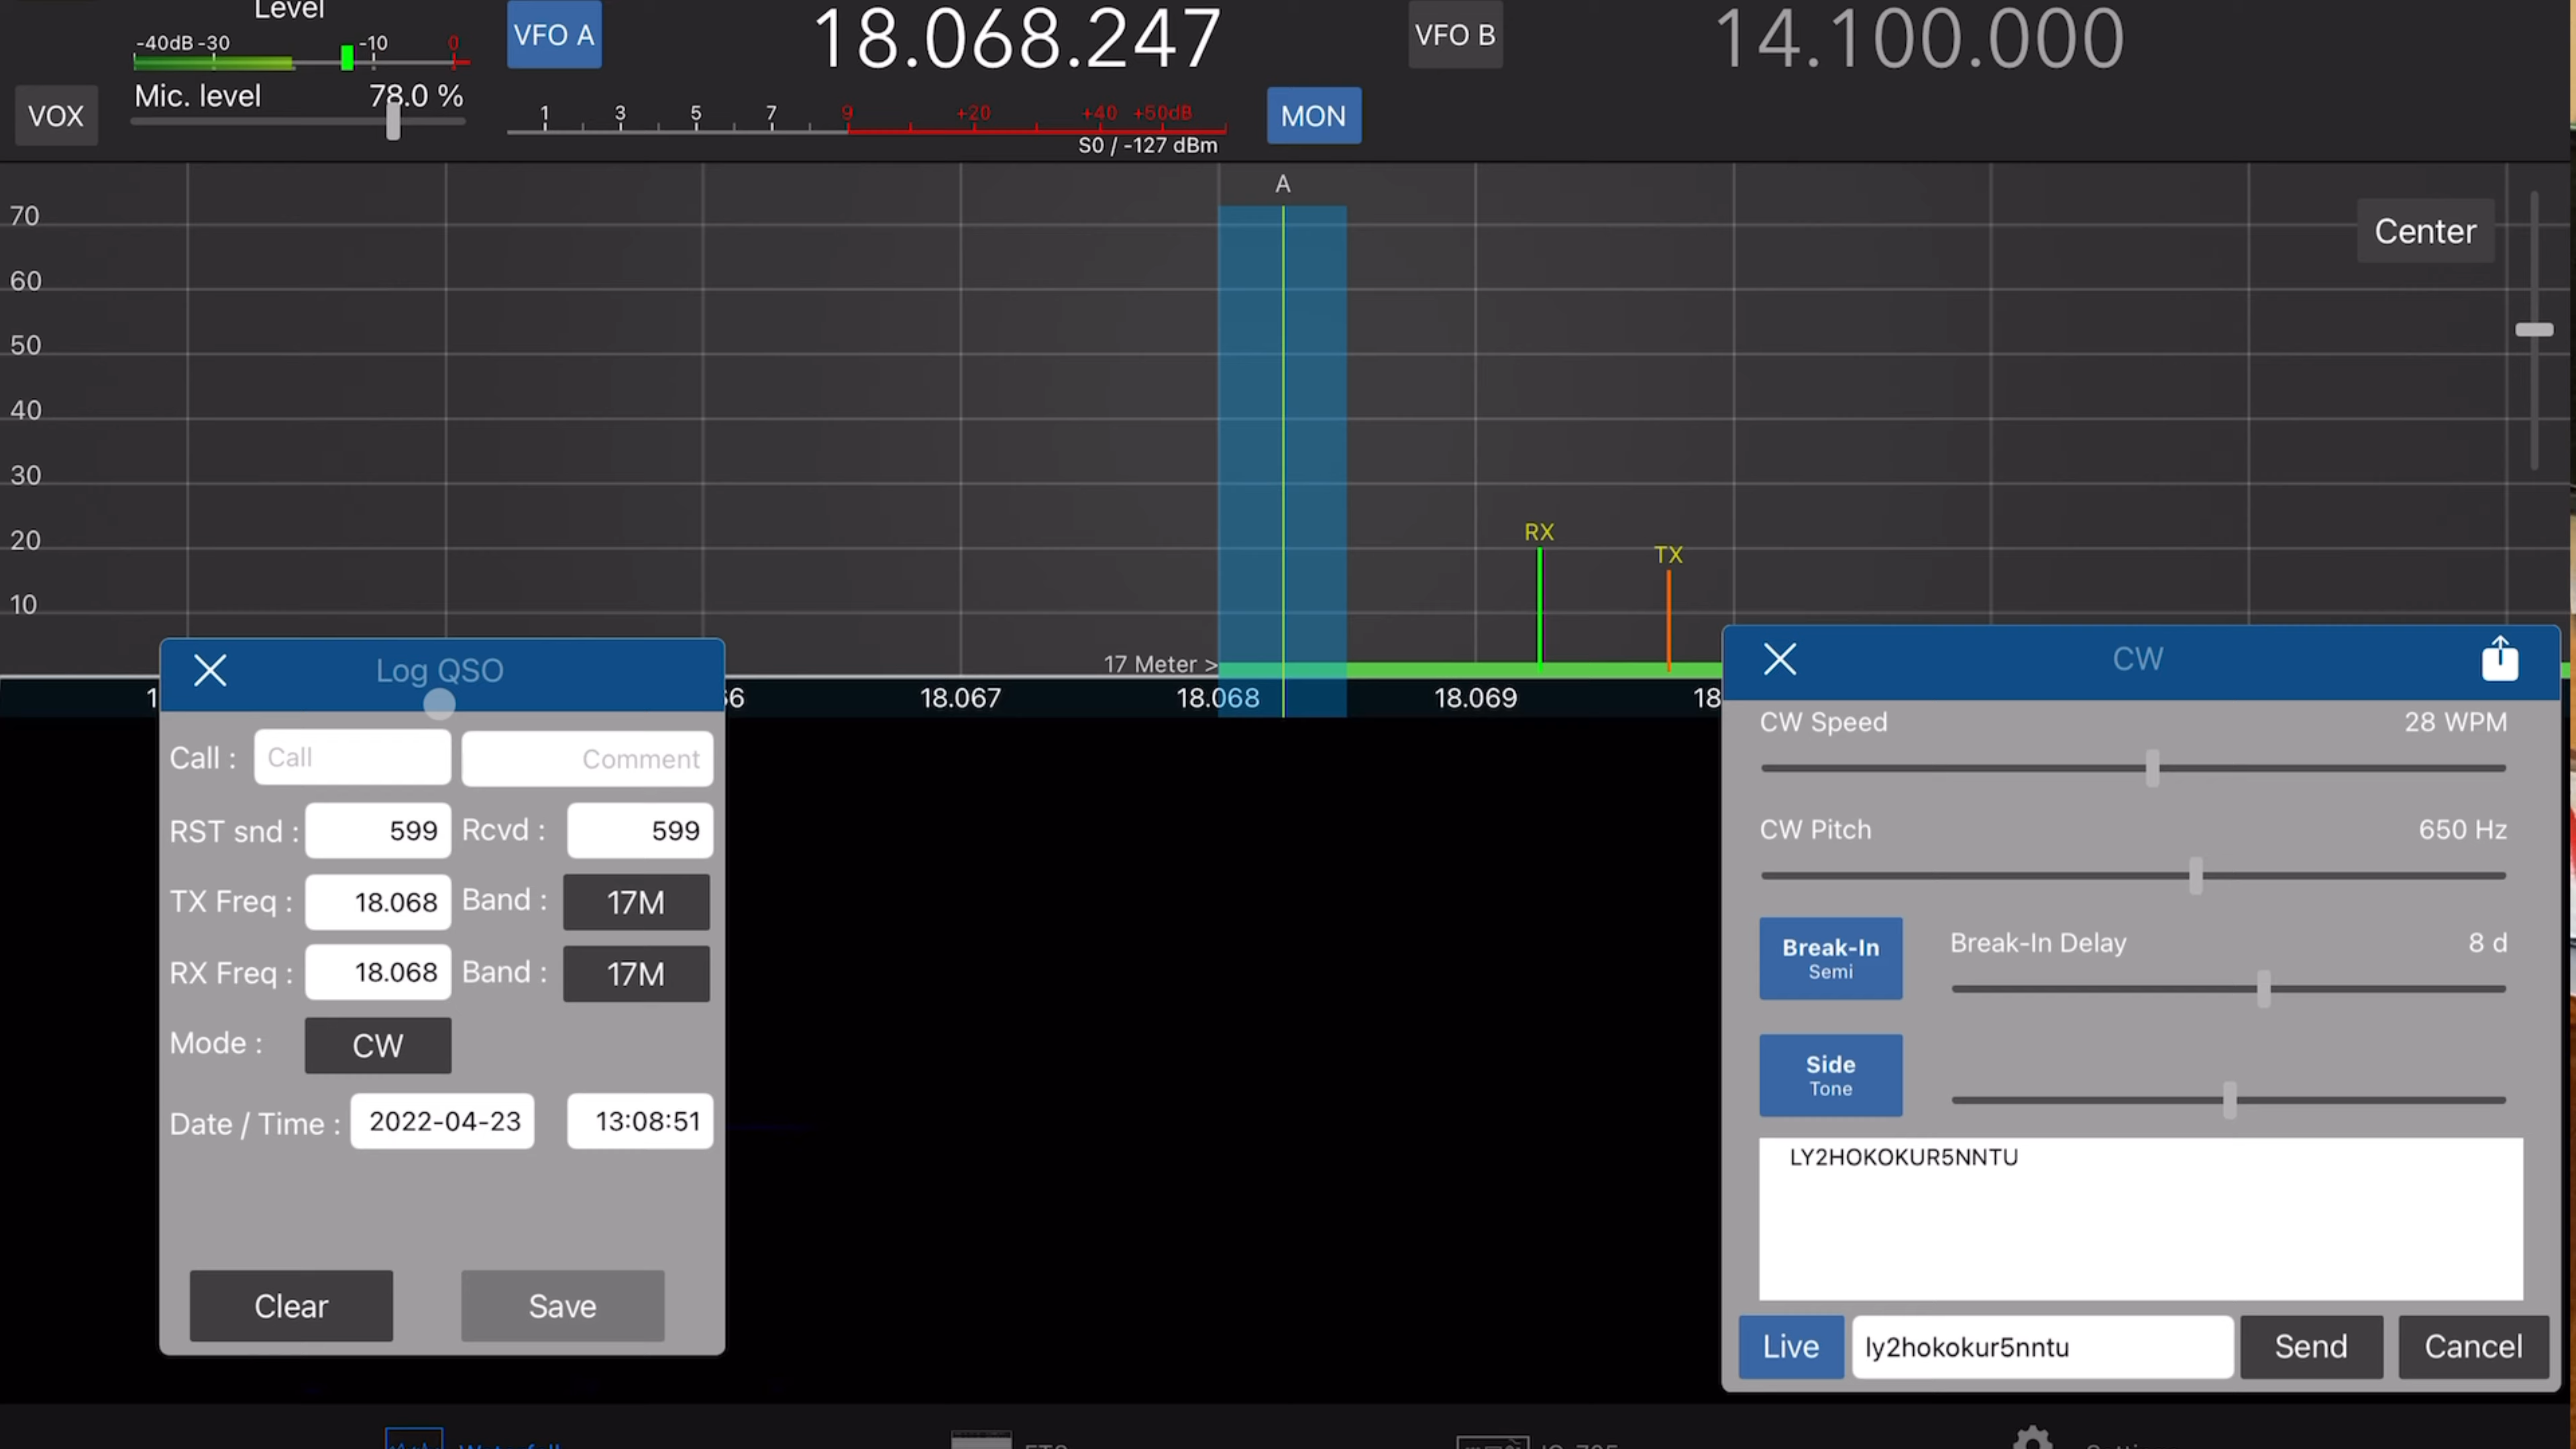 Level
-40dB -30 -10 0
VFO A
18.068.247
VFO B
14.100.000
VOX
Mic. level 78.0 %
1 3 5 7 9 +20 +40 +50dB
S0 / -127 dBm
MON
A
Center
70
60
50
40
30
20
10
RX
TX
17 Meter >
18.067 18.068 18.069
Log QSO
Call : Call Comment
RST snd : 599 Rcvd : 599
TX Freq : 18.068 Band : 17M
RX Freq : 18.068 Band : 17M
Mode : CW
Date / Time : 2022-04-23 13:08:51
Clear Save
CW
CW Speed 28 WPM
CW Pitch 650 Hz
Break-In
Semi
Break-In Delay 8 d
Side
Tone
LY2HOKOKUR5NNTU
Live ly2hokokur5nntu Send Cancel